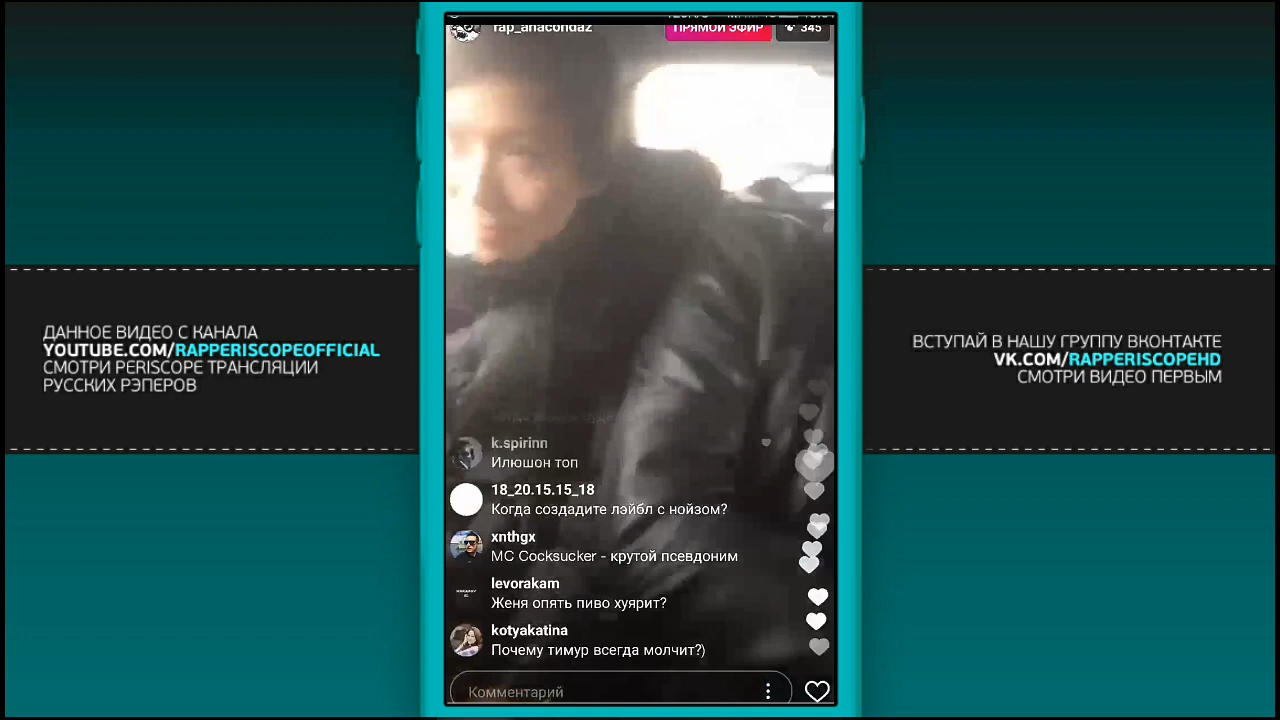 rap_anacondaz
ПРЯМОЙ ЭФИР
345
ДАННОЕ ВИДЕО С КАНАЛА
YOUTUBE.COM/RAPPERISCOPEOFFICIAL
СМОТРИ PERISCOPE ТРАНСЛЯЦИИ
РУССКИХ РЭПЕРОВ
ВСТУПАЙ В НАШУ ГРУППУ ВКОНТАКТЕ
VK.COM/RAPPERISCOPEHD
СМОТРИ ВИДЕО ПЕРВЫМ
k.spirinn
Илюшон топ
18_20.15.15_18
Когда создадите лэйбл с нойзом?
xnthgx
MC Cocksucker - крутой псевдоним
levorakam
Женя опять пиво хуярит?
kotyakatina
Почему тимур всегда молчит?)
Комментарий